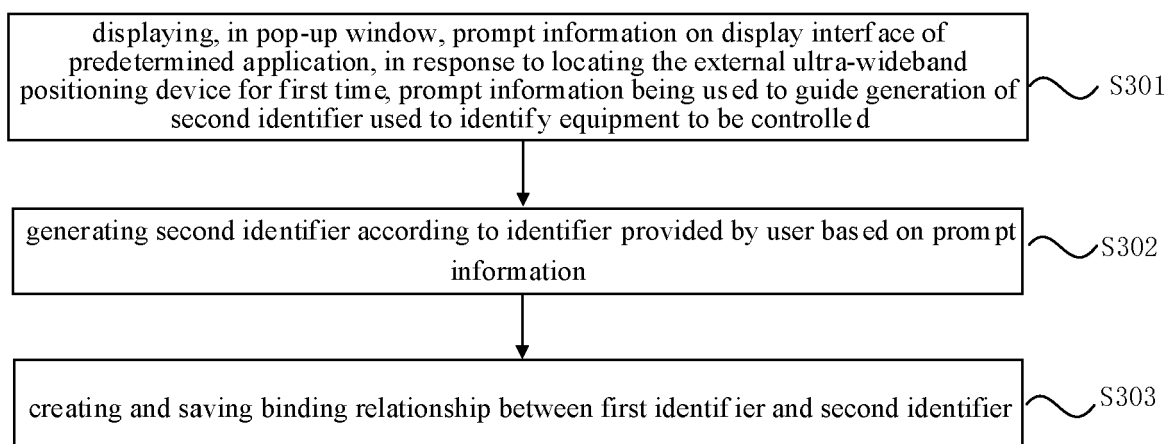 displaying, in pop-up window, prompt information on display interface of
predetermined application, in response to locating the external ultra-wideband
positioning device for first time, prompt information being used to guide generation of
second identifier used to identify equipment to be controlled
S301
generating second identifier according to identifier provided by user based on prompt
information
S302
creating and saving binding relationship between first identifier and second identifier
S303